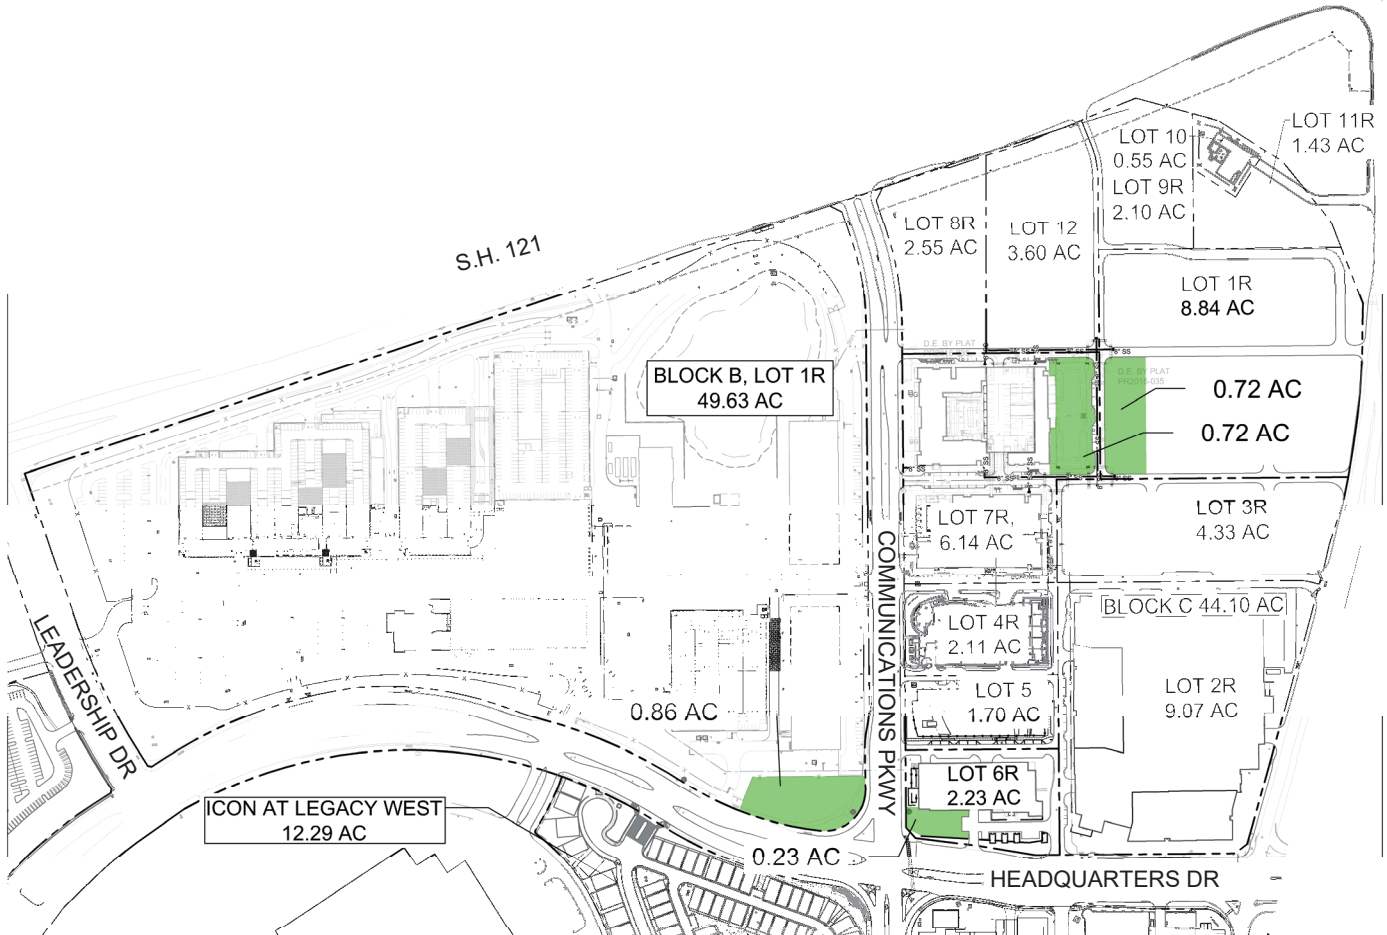 LOT 11R
1.43 AC
LOT 10
0.55 AC
LOT 9R
2.10 AC
LOT 8R
2.55 AC
LOT 12
3.60 AC
S.H. 121
LOT 1R
8.84 AC
D.E. BY PLAT
BLOCK B, LOT 1R
49.63 AC
D.E. BY PLAT
PR2016-035
0.72 AC
0.72 AC
LOT 7R,
6.14 AC
LOT 3R
4.33 AC
COMMUNICATIONS PKWY
BLOCK C 44.10 AC
LEADERSHIP DR
LOT 4R
2.11 AC
LOT 5
1.70 AC
LOT 2R
9.07 AC
0.86 AC
LOT 6R
2.23 AC
ICON AT LEGACY WEST
12.29 AC
0.23 AC
HEADQUARTERS DR